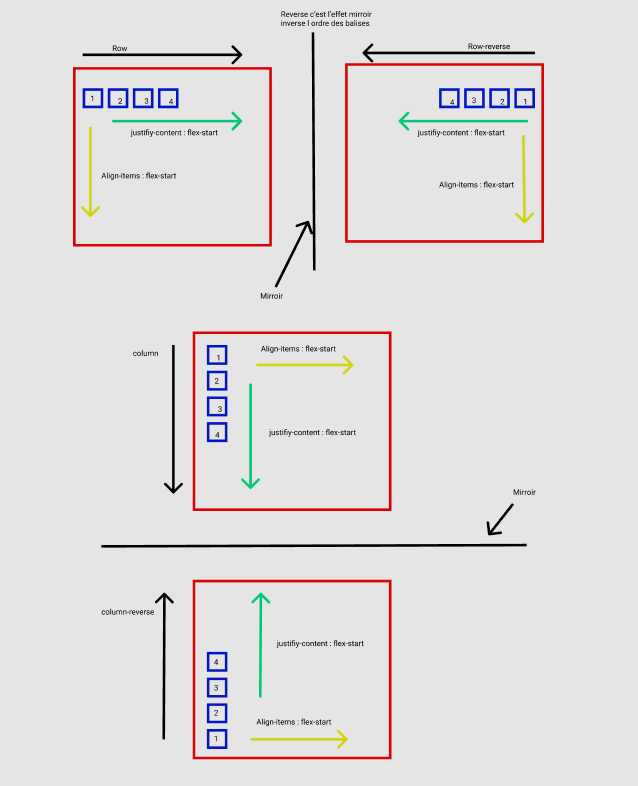 Reverse c'est l'effet mirroir
inverse l ordre des balises
Row
Row-reverse
1 2 3 4
4 3 2 1
justifiy-content : flex-start
justifiy-content : flex-start
Align-items : flex-start
Align-items : flex-start
Mirroir
column
1
2
3
4
Align-items : flex-start
justifiy-content : flex-start
Mirroir
column-reverse
4
3
2
1
justifiy-content : flex-start
Align-items : flex-start